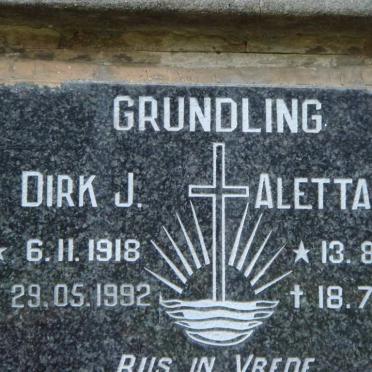 GRUNDLING
DIRK J. ALETTA
★ 6.11.1918 ★ 13.8
29.05.1992 ✝ 18.7
RUS IN VREDE